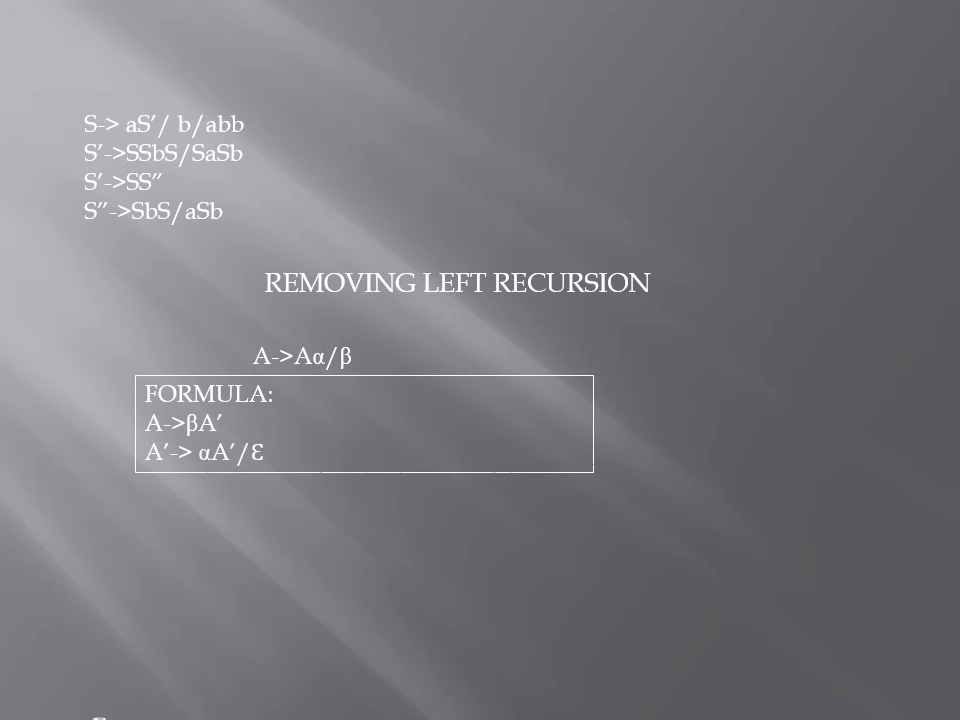 S-> aS’/ b/abb
S’->SSbS/SaSb
S’->SS”
S”->SbS/aSb
REMOVING LEFT RECURSION
A->Aα/β
FORMULA:
A->βA’
A’-> αA’/Ɛ